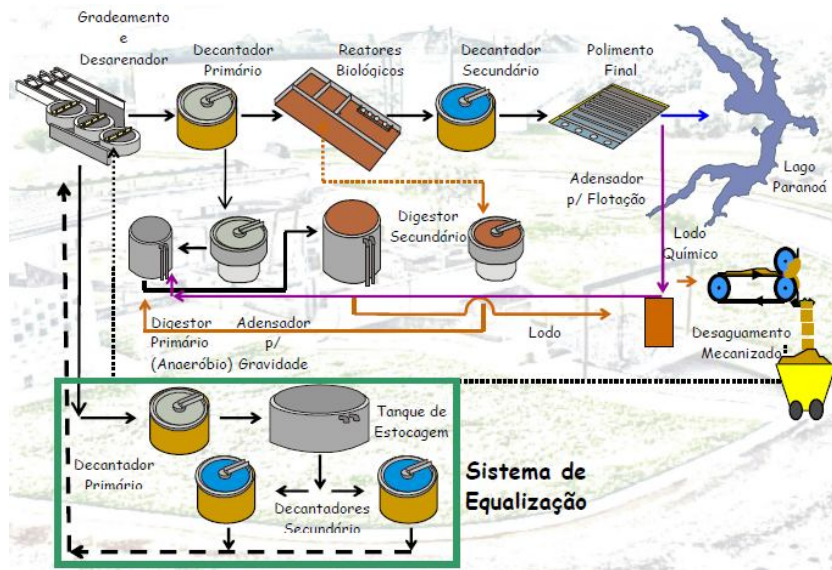 Gradeamento
e
Desarenador
Decantador
Primário
Reatores
Biológicos
Decantador
Secundário
Polimento
Final
Lago
Paranoá
Adensador
p/ Flotação
Digestor
Secundário
Lodo
Químico
Digestor
Primário
(Anaeróbio)
Adensador
p/
Gravidade
Lodo
Desaguamento
Mecanizado
Tanque de
Estocagem
Decantador
Primário
Decantadores
Secundário
Sistema de
Equalização